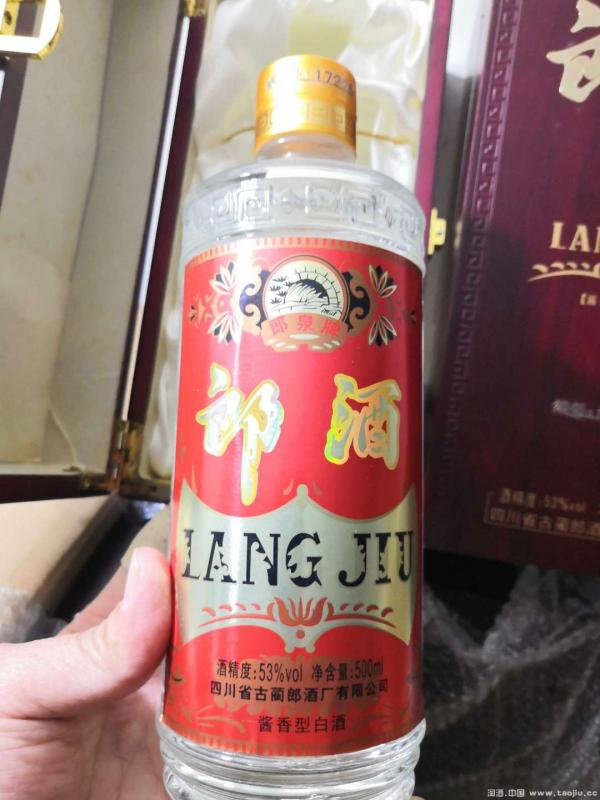 郎泉牌
郎酒
LANG JIU
酒精度:53%vol 净含量:500ml
四川省古蔺郎酒厂有限公司
酱香型白酒
郎
LAN
酒精度:53%vol
四川省古蔺郎酒
淘酒.中国 www.taojiu.cc